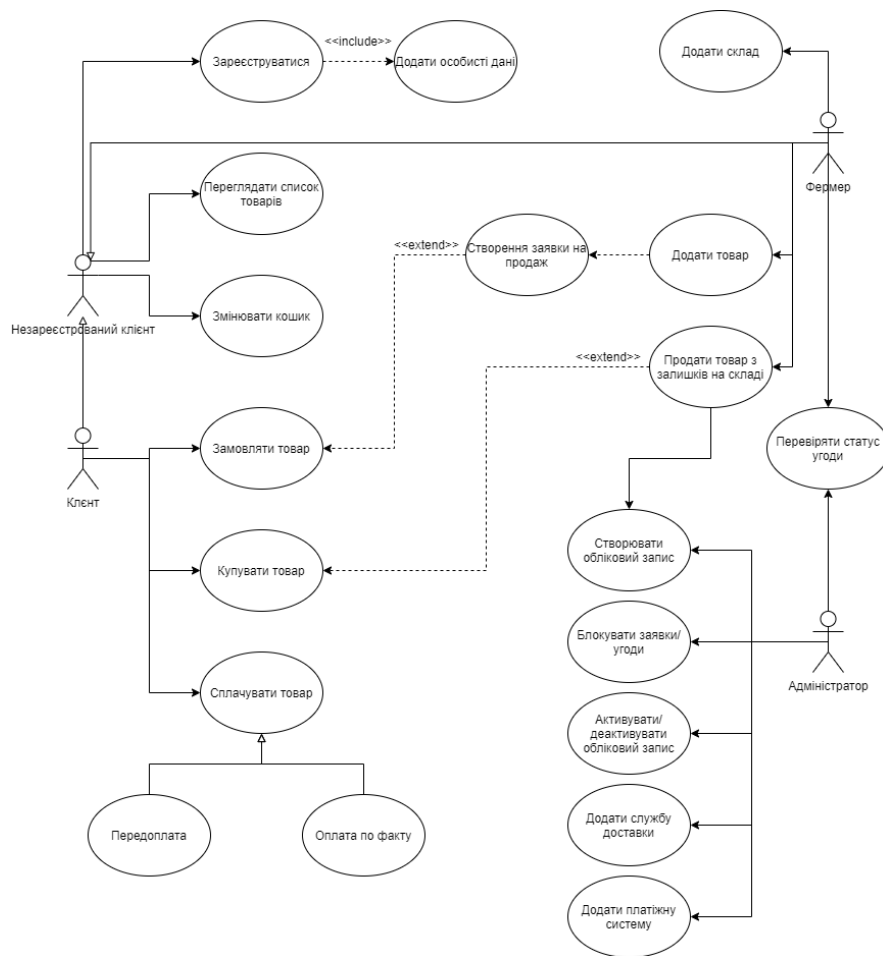 <<include>>
Зареєструватися
Додати особисті дані
Додати склад
Фермер
Переглядати список
товарів
<<extend>>
Створення заявки на
продаж
Додати товар
Незареєстрований клієнт
Змінювати кошик
<<extend>>
Продати товар з
залишків на складі
Замовляти товар
Перевіряти статус
угоди
Клєнт
Створювати
обліковий запис
Купувати товар
Блокувати заявки/
угоди
Адміністратор
Сплачувати товар
Активувати/
деактивувати
обліковий запис
Передоплата
Оплата по факту
Додати службу
доставки
Додати платіжну
систему